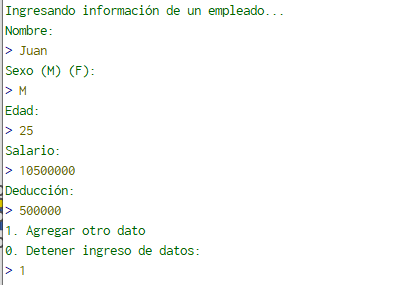 Ingresando información de un empleado...
Nombre:
> Juan
Sexo (M) (F):
> M
Edad:
> 25
Salario:
> 10500000
Deducción:
> 500000
1. Agregar otro dato
0. Detener ingreso de datos:
> 1